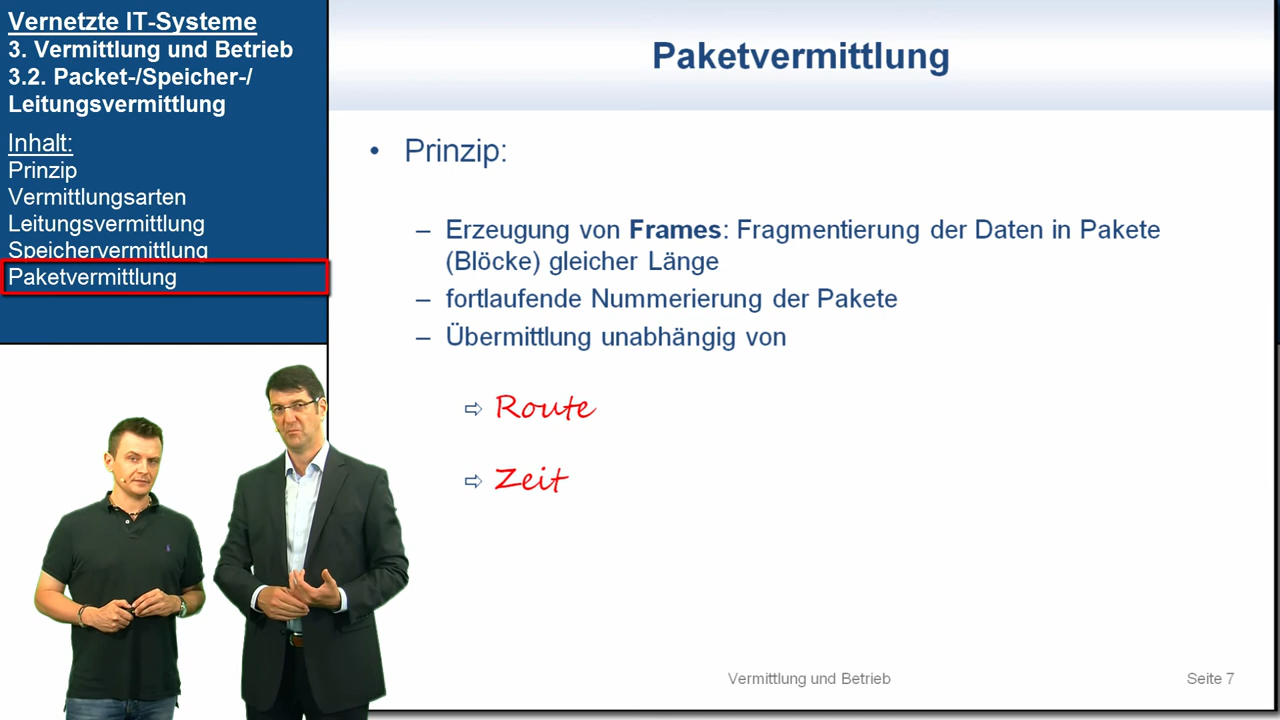 Vernetzte IT-Systeme
3. Vermittlung und Betrieb
3.2. Packet-/Speicher-/
Leitungsvermittlung
Inhalt:
Prinzip
Vermittlungsarten
Leitungsvermittlung
Speichervermittlung
Paketvermittlung
Paketvermittlung
• Prinzip:
– Erzeugung von Frames: Fragmentierung der Daten in Pakete
(Blöcke) gleicher Länge
– fortlaufende Nummerierung der Pakete
– Übermittlung unabhängig von
⇨ Route
⇨ Zeit
Vermittlung und Betrieb
Seite 7